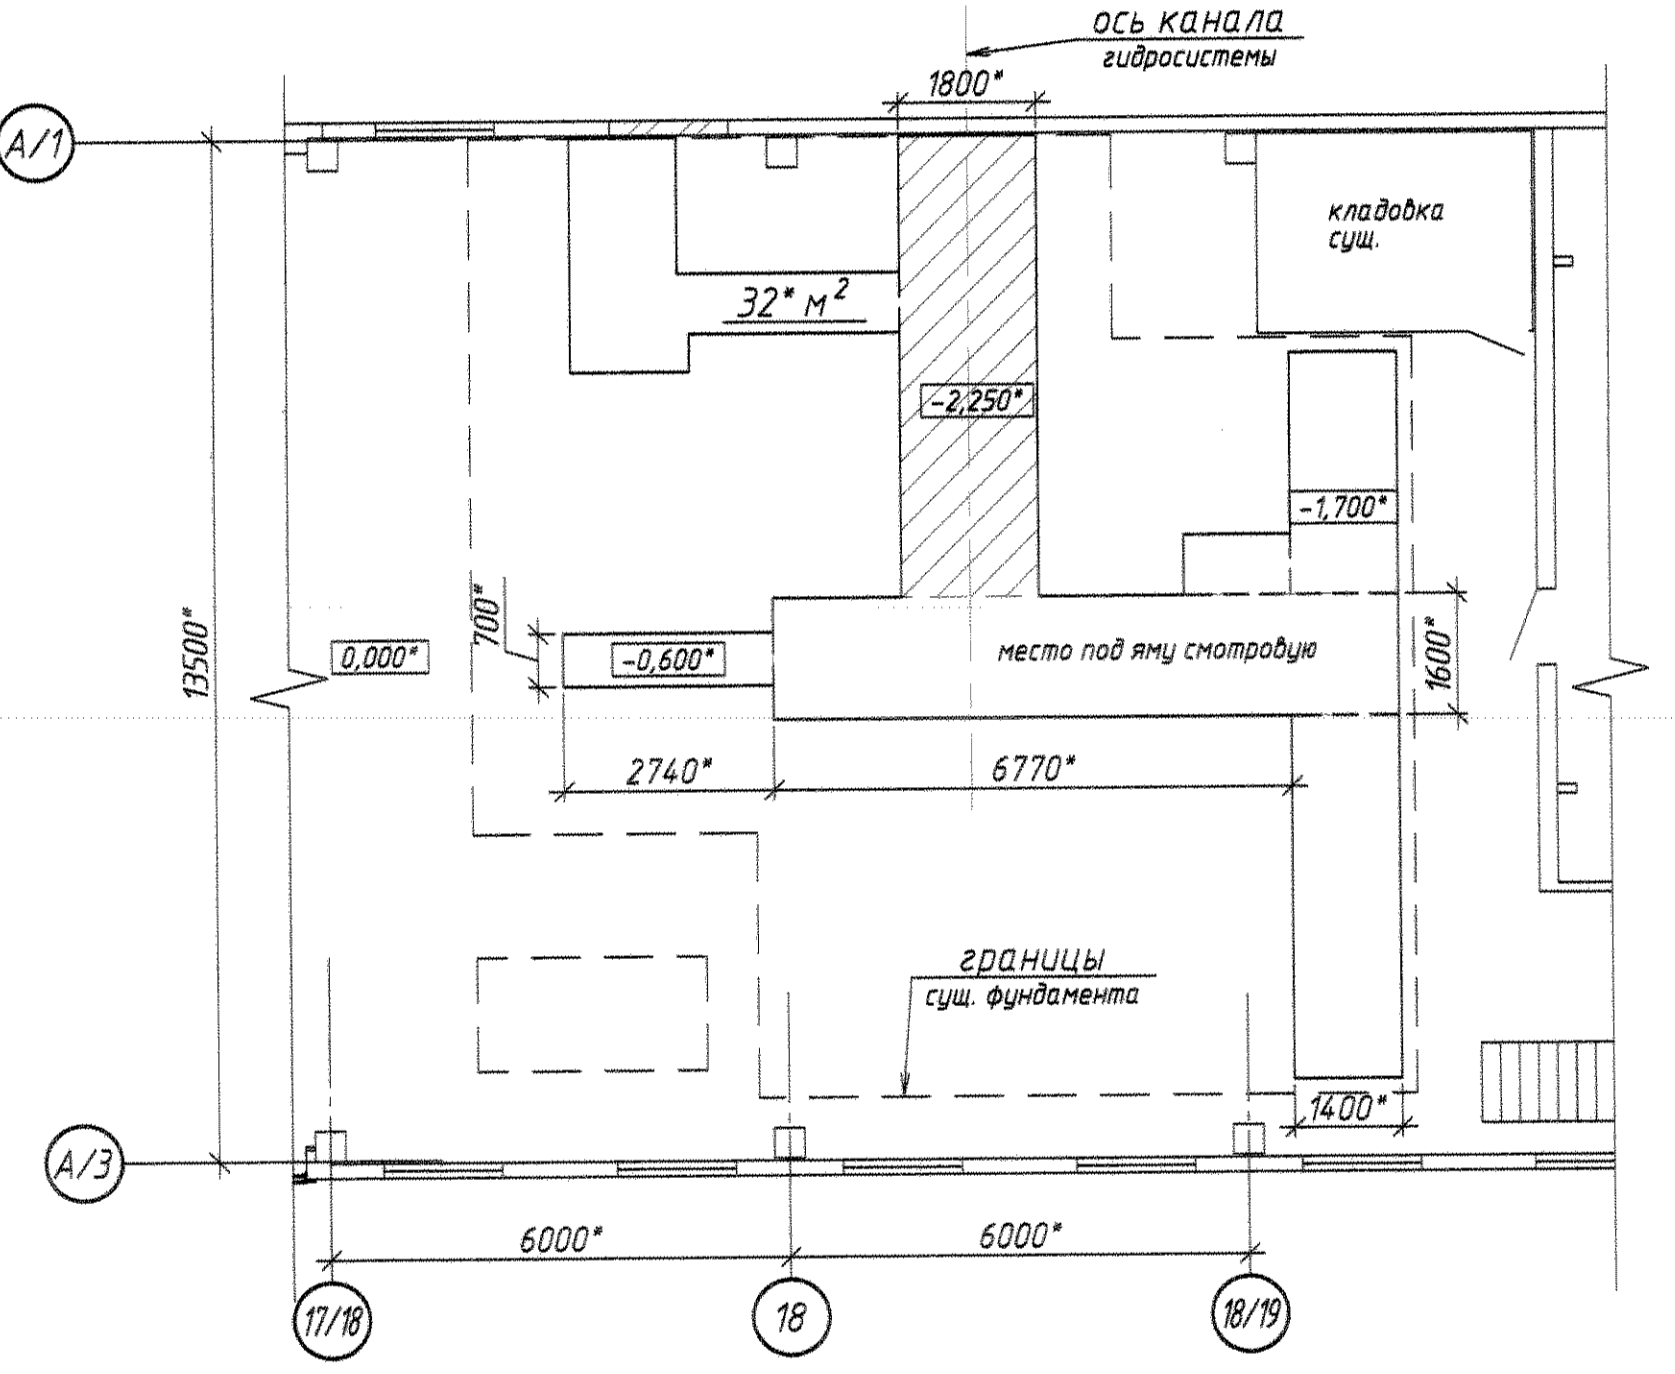 ось канала
гидросистемы
1800*
А/1
кладовка
сущ.
32* м²
-2,250*
-1,700*
700*
13500*
0,000*
-0,600*
место под яму смотровую
1600*
2740*
6770*
границы
сущ. фундамента
1400*
А/3
6000*
6000*
17/18
18
18/19